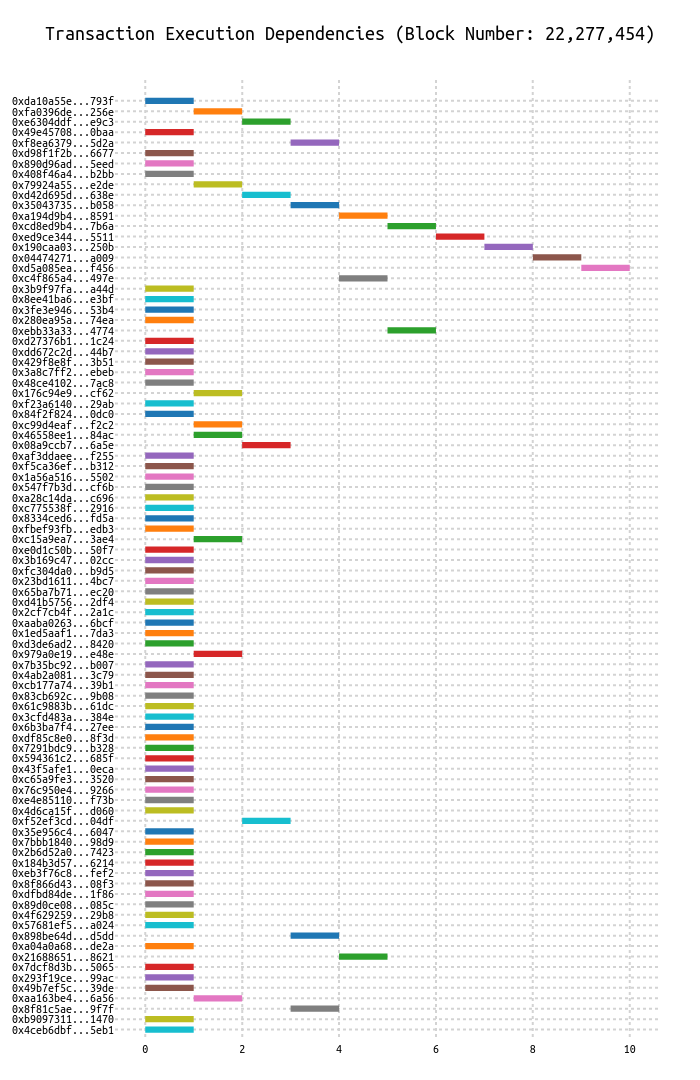 Transaction Execution Dependencies (Block Number: 22,277,454)
0xda10a55e...793f
0xfa0396de...256e
0xe6304ddf...e9c3
0x49e45708...0baa
0xf8ea6379...5d2a
0xd98f1f2b...6677
0x890d96ad...5eed
0x408f46a4...b2bb
0x79924a55...e2de
0xd42d695d...638e
0x35043735...b058
0xa194d9b4...8591
0xcd8ed9b4...7b6a
0xed9ce344...5511
0x190caa03...250b
0x04474271...a009
0xd5a085ea...f456
0xc4f865a4...497e
0x3b9f97fa...a44d
0x8ee41ba6...e3bf
0x3fe3e946...53b4
0x280ea95a...74ea
0xebb33a33...4774
0xd27376b1...1c24
0xdd672c2d...44b7
0x429f8e8f...3b51
0x3a8c7ff2...ebeb
0x48ce4102...7ac8
0x176c94e9...cf62
0xf23a6140...29ab
0x84f2f824...0dc0
0xc99d4eaf...f2c2
0x46558ee1...84ac
0x08a9ccb7...6a5e
0xaf3ddaee...f255
0xf5ca36ef...b312
0x1a56a516...5502
0x547f7b3d...cf6b
0xa28c14da...c696
0xc775538f...2916
0x8334ced6...fd5a
0xfbef93fb...edb3
0xc15a9ea7...3ae4
0xe0d1c50b...50f7
0x3b169c47...02cc
0xfc304da0...b9d5
0x23bd1611...4bc7
0x65ba7b71...ec20
0xd41b5756...2df4
0x2cf7cb4f...2a1c
0xaaba0263...6bcf
0x1ed5aaf1...7da3
0xd3de6ad2...8420
0x979a0e19...e48e
0x7b35bc92...b007
0x4ab2a081...3c79
0xcb177a74...39b1
0x83cb692c...9b08
0x61c9883b...61dc
0x3cfd483a...384e
0x6b3ba7f4...27ee
0xdf85c8e0...8f3d
0x7291bdc9...b328
0x594361c2...685f
0x43f5afe1...0eca
0xc65a9fe3...3520
0x76c950e4...9266
0xe4e85110...f73b
0x4d6ca15f...d060
0xf52ef3cd...04df
0x35e956c4...6047
0x7bbb1840...98d9
0x2b6d52a0...7423
0x184b3d57...6214
0xeb3f76c8...fef2
0x8f866d43...08f3
0xdfbd84de...1f86
0x89d0ce08...085c
0x4f629259...29b8
0x57681ef5...a024
0x898be64d...d5dd
0xa04a0a68...de2a
0x21688651...8621
0x7dcf8d3b...5065
0x293f19ce...99ac
0x49b7ef5c...39de
0xaa163be4...6a56
0x8f81c5ae...9f7f
0xb9097311...1470
0x4ceb6dbf...5eb1
0 2 4 6 8 10